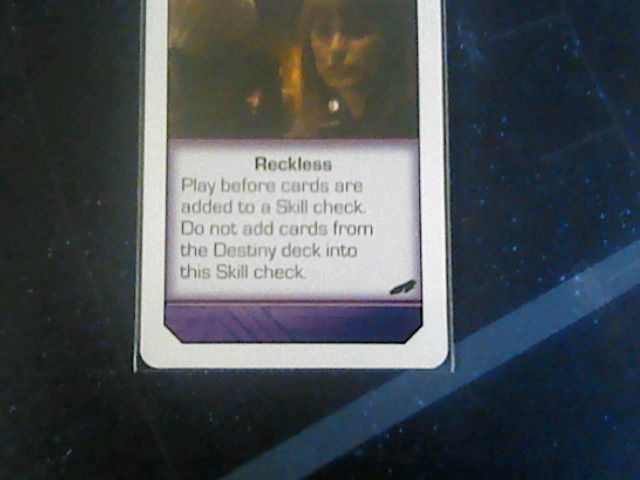 Reckless
Play before cards are
added to a Skill check.
Do not add cards from
the Destiny deck into
this Skill check.